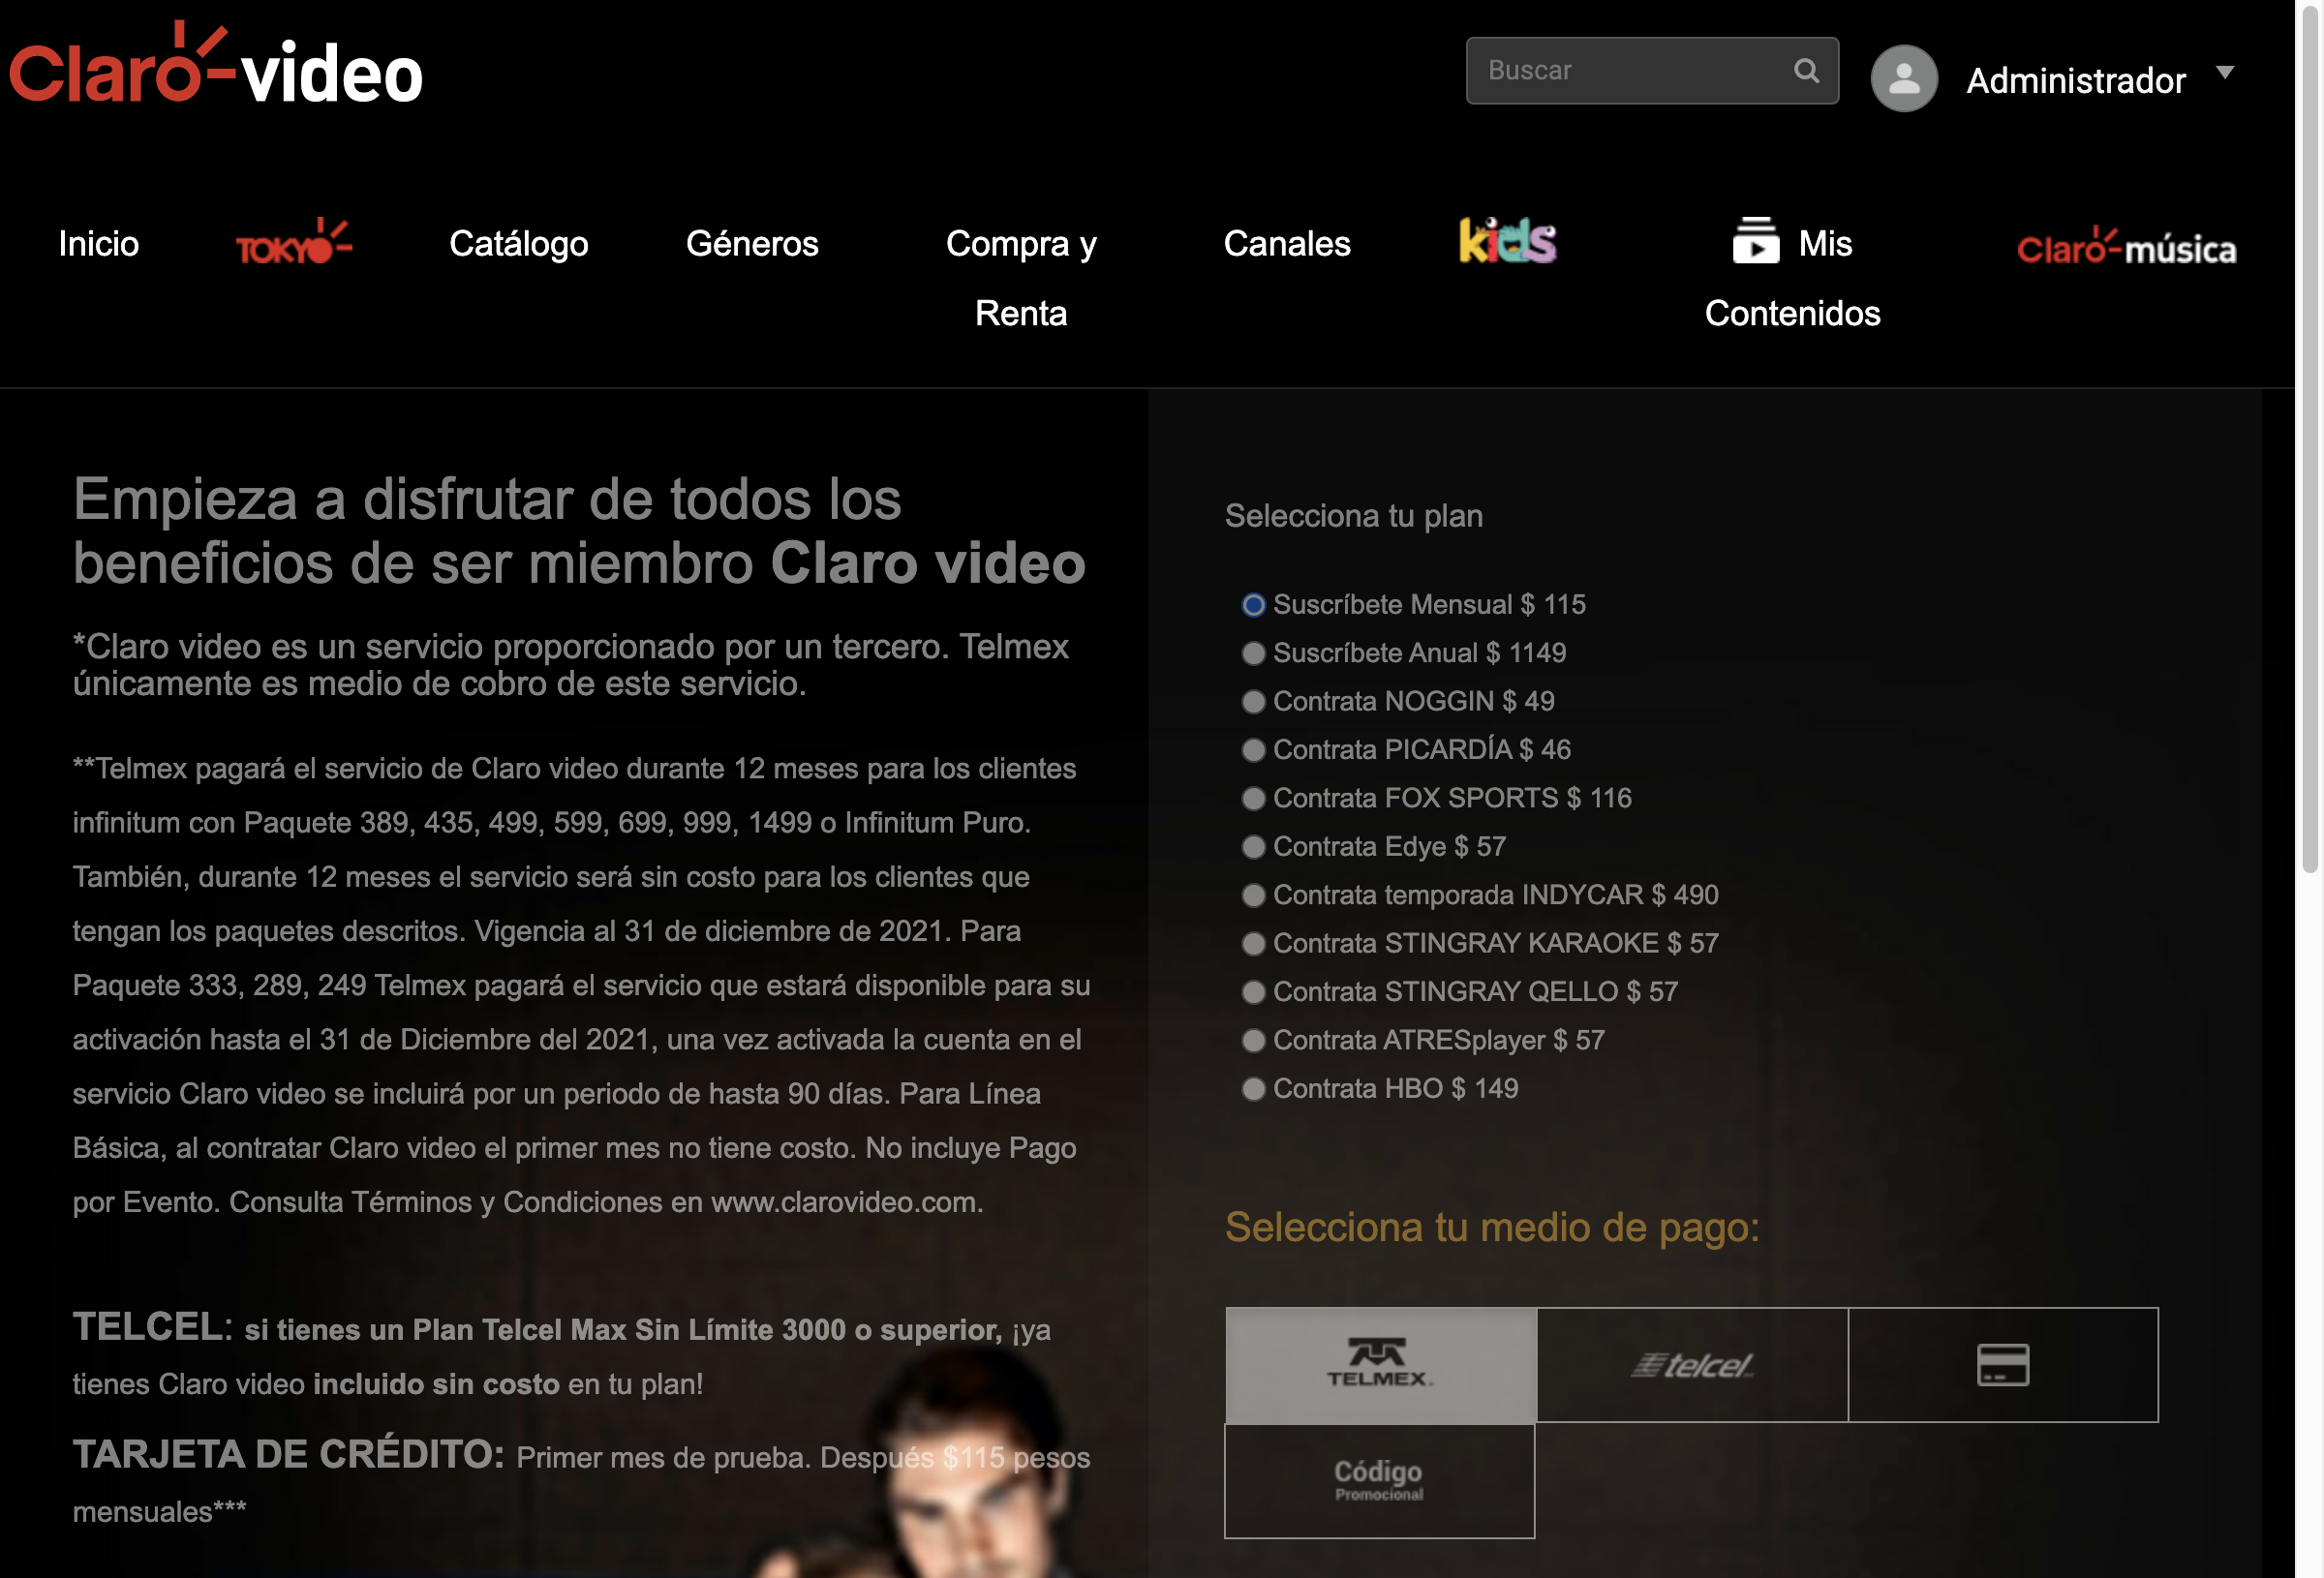 Claro-video
Buscar
Administrador
Inicio
TOKYO
Catálogo
Géneros
Compra y
Renta
Canales
kids
Mis
Contenidos
Claro-música
Empieza a disfrutar de todos los
beneficios de ser miembro Claro video
*Claro video es un servicio proporcionado por un tercero. Telmex
únicamente es medio de cobro de este servicio.
**Telmex pagará el servicio de Claro video durante 12 meses para los clientes
infinitum con Paquete 389, 435, 499, 599, 699, 999, 1499 o Infinitum Puro.
También, durante 12 meses el servicio será sin costo para los clientes que
tengan los paquetes descritos. Vigencia al 31 de diciembre de 2021. Para
Paquete 333, 289, 249 Telmex pagará el servicio que estará disponible para su
activación hasta el 31 de Diciembre del 2021, una vez activada la cuenta en el
servicio Claro video se incluirá por un periodo de hasta 90 días. Para Línea
Básica, al contratar Claro video el primer mes no tiene costo. No incluye Pago
por Evento. Consulta Términos y Condiciones en www.clarovideo.com.
TELCEL: si tienes un Plan Telcel Max Sin Límite 3000 o superior, ¡ya
tienes Claro video incluido sin costo en tu plan!
TARJETA DE CRÉDITO: Primer mes de prueba. Después $115 pesos
mensuales***
Selecciona tu plan
Suscríbete Mensual $ 115
Suscríbete Anual $ 1149
Contrata NOGGIN $ 49
Contrata PICARDÍA $ 46
Contrata FOX SPORTS $ 116
Contrata Edye $ 57
Contrata temporada INDYCAR $ 490
Contrata STINGRAY KARAOKE $ 57
Contrata STINGRAY QELLO $ 57
Contrata ATRESplayer $ 57
Contrata HBO $ 149
Selecciona tu medio de pago:
TELMEX.
telcel
Código
Promocional